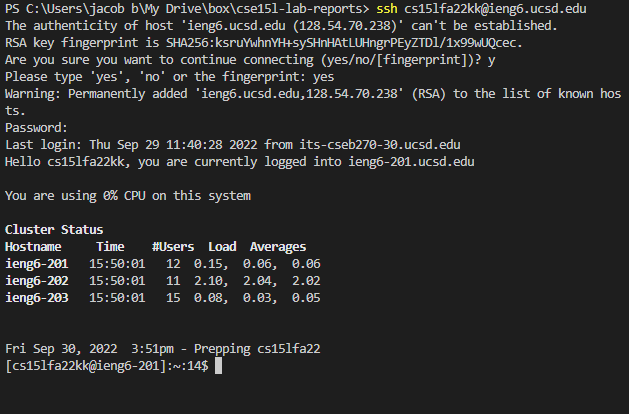 PS C:\Users\jacob b\My Drive\box\cse15l-lab-reports> ssh cs15lfa22kk@ieng6.ucsd.edu
The authenticity of host 'ieng6.ucsd.edu (128.54.70.238)' can't be established.
RSA key fingerprint is SHA256:ksruYwhnYH+sySHnHAtLUHngrPEyZTDl/1x99wUQcec.
Are you sure you want to continue connecting (yes/no/[fingerprint])? y
Please type 'yes', 'no' or the fingerprint: yes
Warning: Permanently added 'ieng6.ucsd.edu,128.54.70.238' (RSA) to the list of known hos
ts.
Password:
Last login: Thu Sep 29 11:40:28 2022 from its-cseb270-30.ucsd.edu
Hello cs15lfa22kk, you are currently logged into ieng6-201.ucsd.edu
You are using 0% CPU on this system
Cluster Status
Hostname     Time    #Users  Load  Averages
ieng6-201   15:50:01   12  0.15,  0.06,  0.06
ieng6-202   15:50:01   11  2.10,  2.04,  2.02
ieng6-203   15:50:01   15  0.08,  0.03,  0.05
Fri Sep 30, 2022  3:51pm - Prepping cs15lfa22
[cs15lfa22kk@ieng6-201]:~:14$